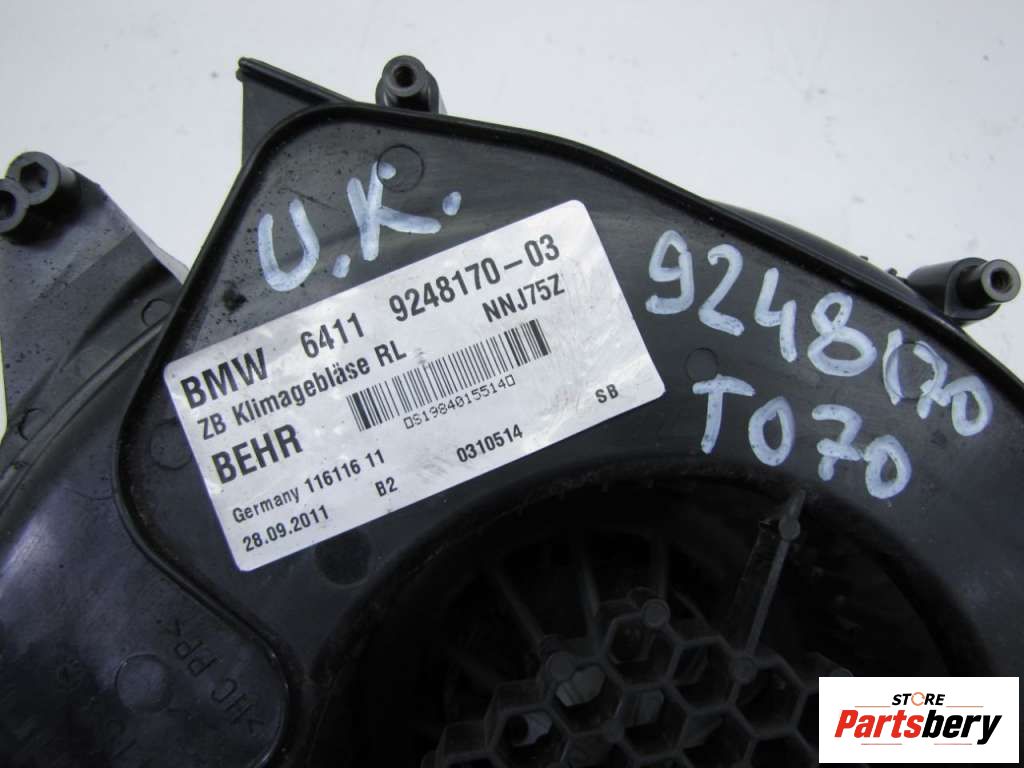 U.K.
BMW 6411 9248170-03
ZB Klimagebläse RL NNJ75Z
BEHR
DS19840155140
Germany 116116 11
28.09.2011 B2 0310514 SB
9248170
T070
STORE
Partsbery